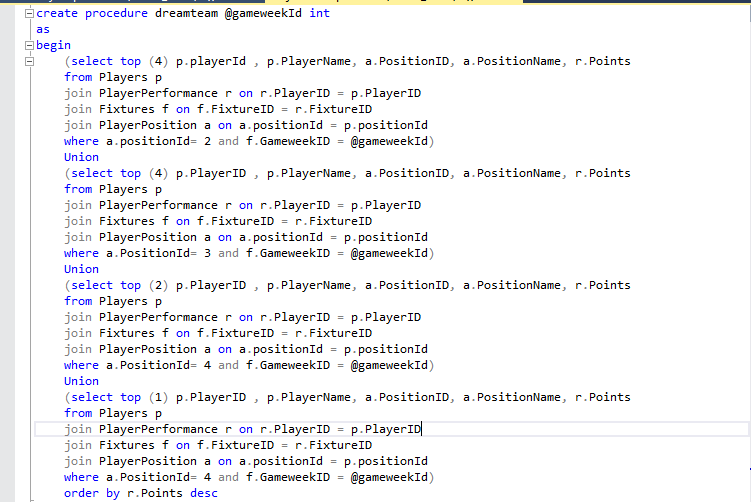 create procedure dreamteam @gameweekId int
as
begin
(select top (4) p.playerId , p.PlayerName, a.PositionID, a.PositionName, r.Points
from Players p
join PlayerPerformance r on r.PlayerID = p.PlayerID
join Fixtures f on f.FixtureID = r.FixtureID
join PlayerPosition a on a.positionId = p.positionId
where a.positionId= 2 and f.GameweekID = @gameweekId)
Union
(select top (4) p.PlayerID , p.PlayerName, a.PositionID, a.PositionName, r.Points
from Players p
join PlayerPerformance r on r.PlayerID = p.PlayerID
join Fixtures f on f.FixtureID = r.FixtureID
join PlayerPosition a on a.positionId = p.positionId
where a.PositionId= 3 and f.GameweekID = @gameweekId)
Union
(select top (2) p.PlayerID , p.PlayerName, a.PositionID, a.PositionName, r.Points
from Players p
join PlayerPerformance r on r.PlayerID = p.PlayerID
join Fixtures f on f.FixtureID = r.FixtureID
join PlayerPosition a on a.positionId = p.positionId
where a.PositionId= 4 and f.GameweekID = @gameweekId)
Union
(select top (1) p.PlayerID , p.PlayerName, a.PositionID, a.PositionName, r.Points
from Players p
join PlayerPerformance r on r.PlayerID = p.PlayerID
join Fixtures f on f.FixtureID = r.FixtureID
join PlayerPosition a on a.positionId = p.positionId
where a.PositionId= 4 and f.GameweekID = @gameweekId)
order by r.Points desc